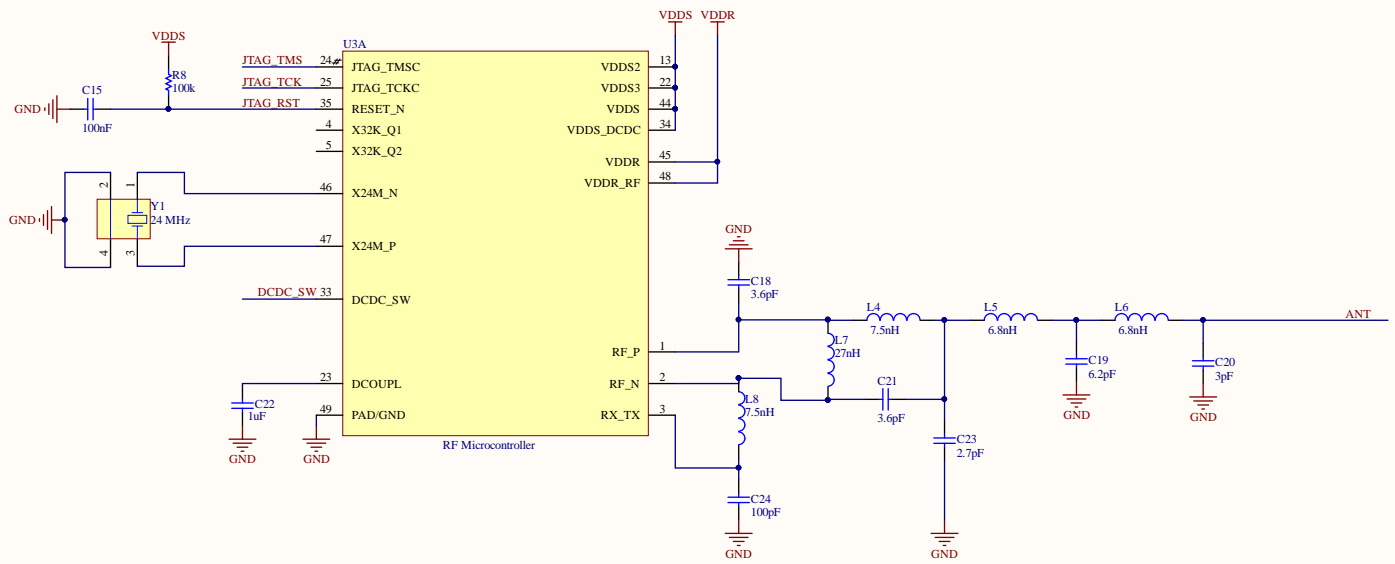 VDDS VDDR
VDDS
U3A
JTAG_TMS 24 JTAG_TMSC VDDS2 13
R8
100k
JTAG_TCK 25 JTAG_TCKC VDDS3 22
C15
GND JTAG_RST 35 RESET_N VDDS 44
100nF
4 X32K_Q1 VDDS_DCDC 34
5 X32K_Q2
VDDR 45
2 1 46 X24M_N VDDR_RF 48
Y1
GND 24 MHz
4 3 47 X24M_P
GND
C18
3.6pF
DCDC_SW 33 DCDC_SW
L4 L5 L6 ANT
7.5nH 6.8nH 6.8nH
L7
27nH
RF_P 1
C19
6.2pF
C20
3pF
23 DCOUPL RF_N 2
C21
3.6pF
C22
1uF
L8
7.5nH
49 PAD/GND RX_TX 3
GND GND
GND GND
RF Microcontroller
C23
2.7pF
C24
100pF
GND GND